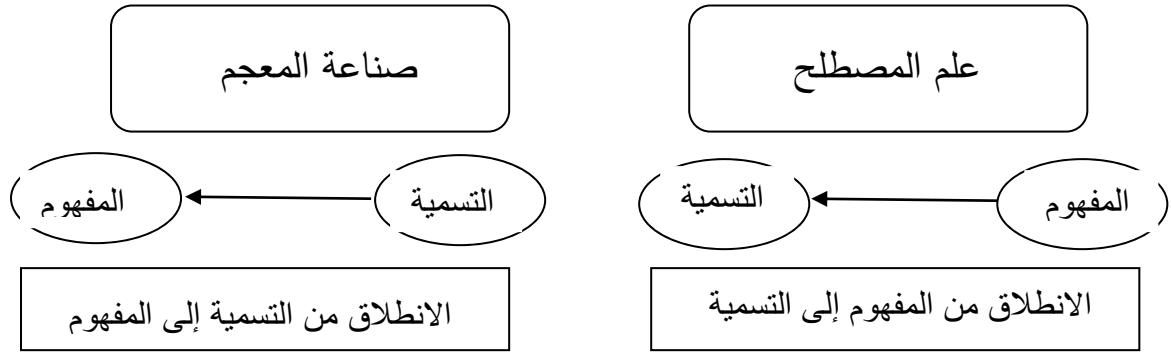 علم المصطلح
صناعة المعجم
المفهوم
التسمية
التسمية
المفهوم
الانطلاق من المفهوم إلى التسمية
الانطلاق من التسمية إلى المفهوم